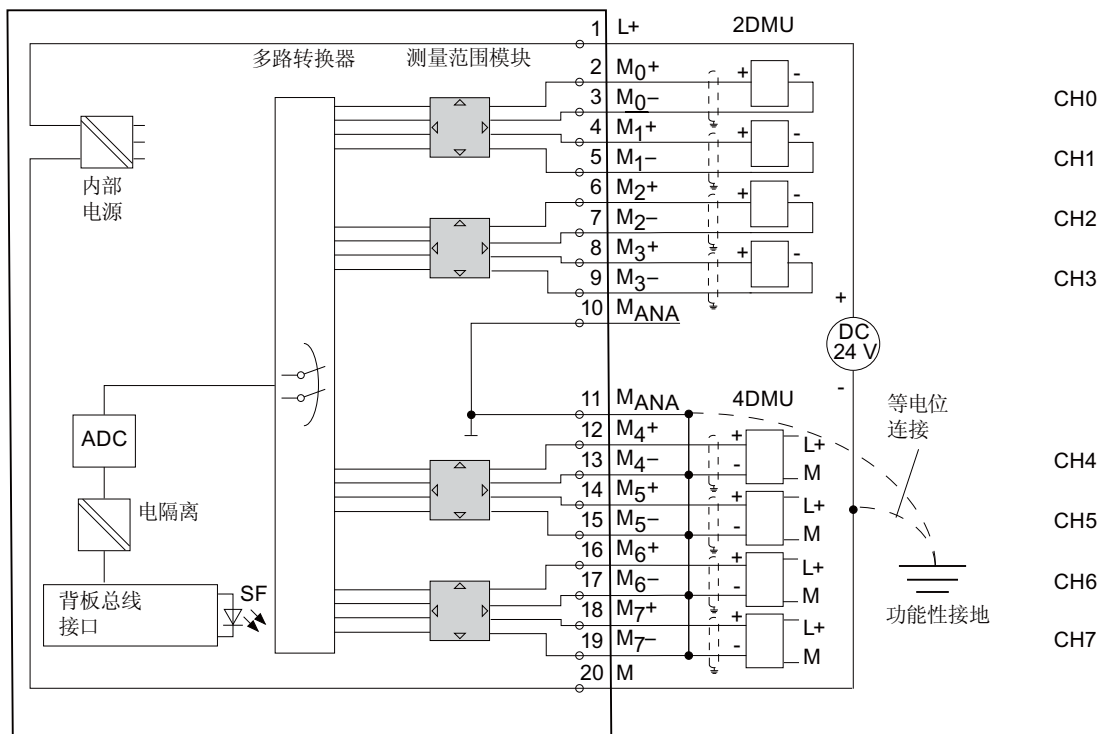 1 L+ 2DMU
多路转换器 测量范围模块
2 M0+ + -
3 M0− CH0
4 M1+ + -
5 M1− CH1
内部
电源
6 M2+ + -
7 M2− CH2
8 M3+ + -
9 M3− CH3
10 MANA
+
DC
24 V
-
11 MANA 4DMU
等电位
连接
ADC
12 M4+ + L+
13 M4− - M CH4
14 M5+ + L+
电隔离
15 M5− - M CH5
16 M6+ + L+
17 M6− - M CH6
背板总线
接口
SF
18 M7+ + L+
功能性接地
19 M7− - M CH7
20 M